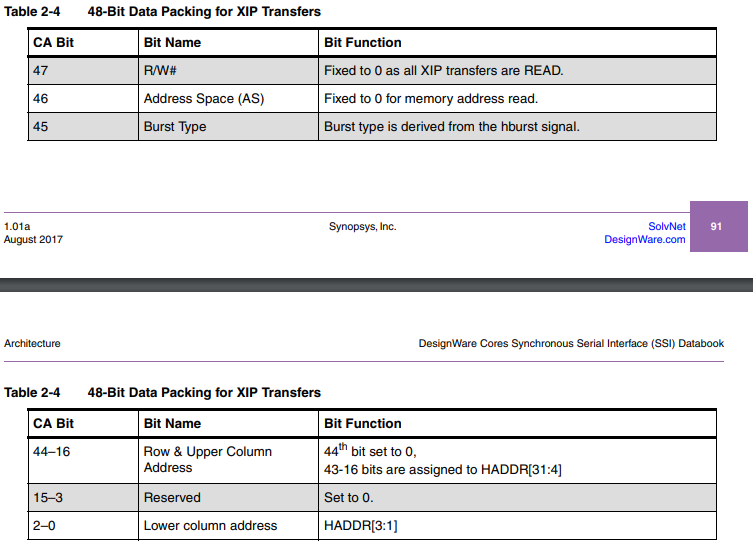 Table 2-4 48-Bit Data Packing for XIP Transfers
CA Bit Bit Name Bit Function
47 R/W# Fixed to 0 as all XIP transfers are READ.
46 Address Space (AS) Fixed to 0 for memory address read.
45 Burst Type Burst type is derived from the hburst signal.
1.01a Synopsys, Inc. SolvNet 91
August 2017 DesignWare.com
Architecture DesignWare Cores Synchronous Serial Interface (SSI) Databook
Table 2-4 48-Bit Data Packing for XIP Transfers
CA Bit Bit Name Bit Function
44–16 Row & Upper Column 44th bit set to 0,
Address 43-16 bits are assigned to HADDR[31:4]
15–3 Reserved Set to 0.
2–0 Lower column address HADDR[3:1]